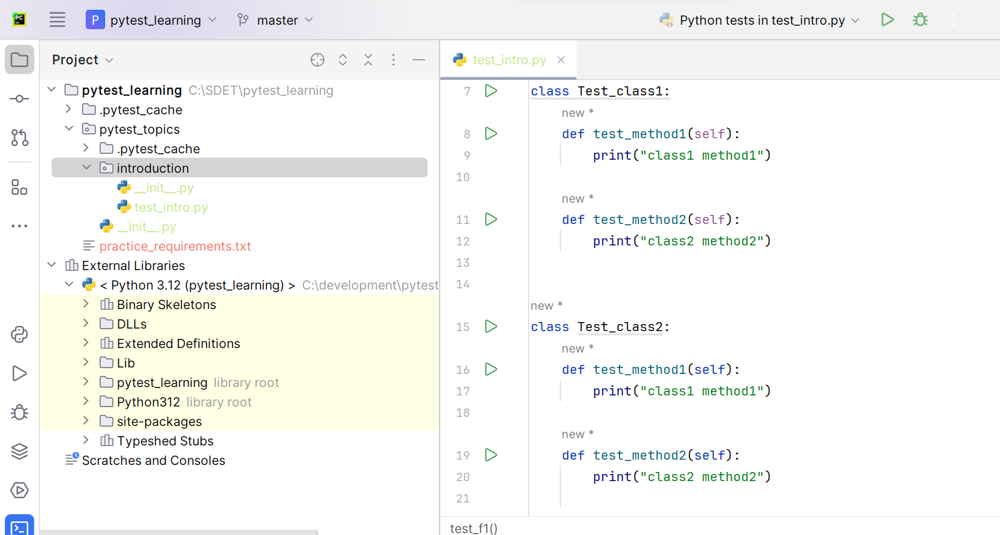 PC
P pytest_learning master Python tests in test_intro.py
Project
test_intro.py
pytest_learning C:\SDET\pytest_learning
.pytest_cache
pytest_topics
.pytest_cache
introduction
__init__.py
test_intro.py
__init__.py
practice_requirements.txt
External Libraries
< Python 3.12 (pytest_learning) > C:\development\pytest
Binary Skeletons
DLLs
Extended Definitions
Lib
pytest_learning library root
Python312 library root
site-packages
Typeshed Stubs
Scratches and Consoles
7 class Test_class1:
new *
8 def test_method1(self):
9 print("class1 method1")
10
new *
11 def test_method2(self):
12 print("class2 method2")
13
14
new *
15 class Test_class2:
new *
16 def test_method1(self):
17 print("class1 method1")
18
new *
19 def test_method2(self):
20 print("class2 method2")
21
test_f1()